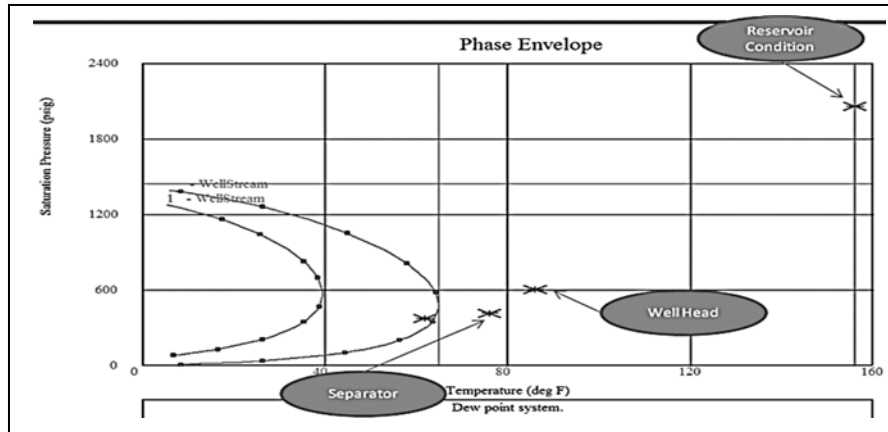 Reservoir
Condition
Phase Envelope
Saturation Pressure (psig)
2400
1800
- WellStream
1 - WellStream
1200
600
0
Well Head
Separator
0
40
80
120
160
Temperature (deg F)
Dew point system.